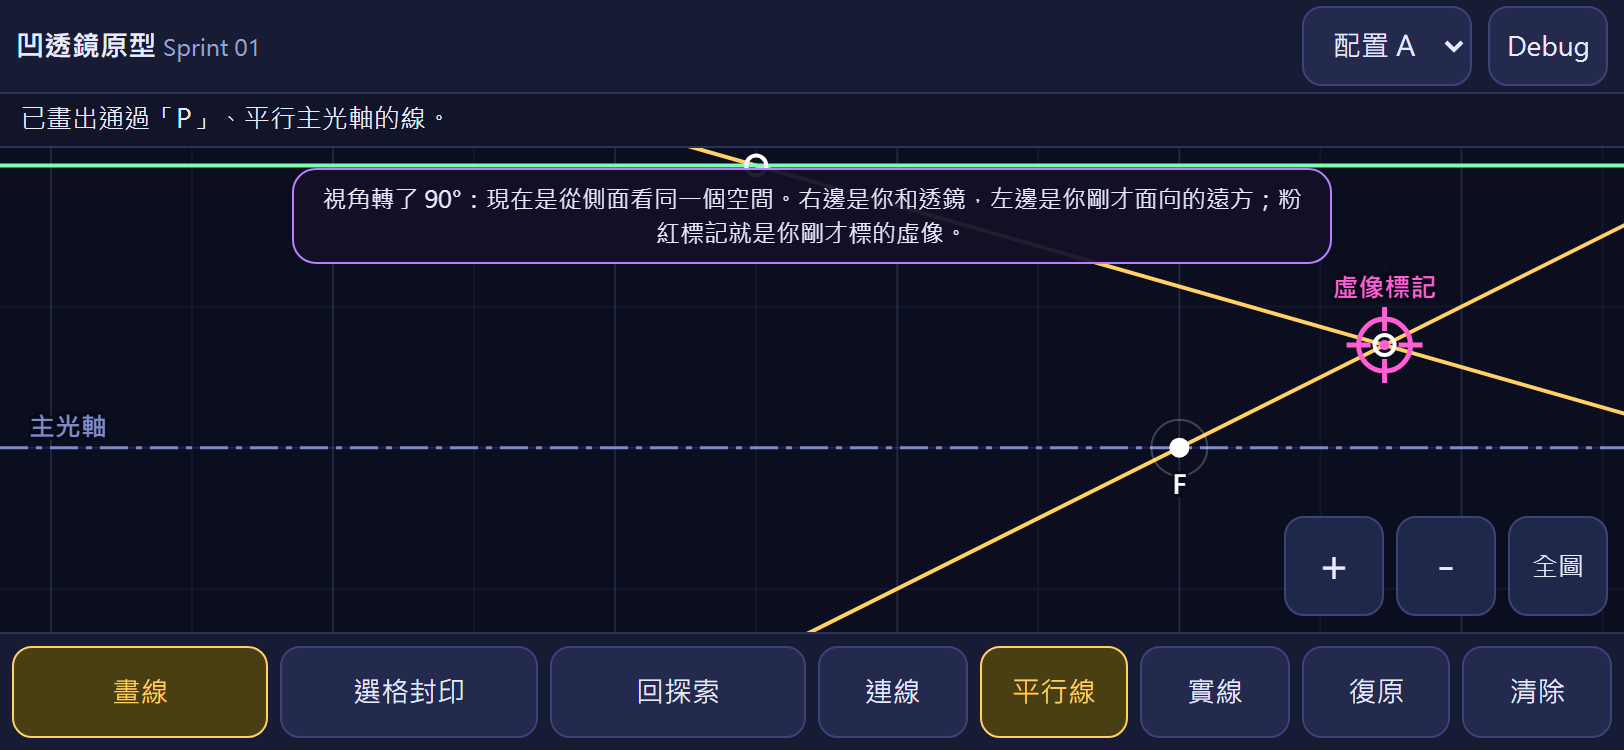 凹透鏡原型 Sprint 01
配置 A
Debug
已畫出通過「P」、平行主光軸的線。
視角轉了 90°：現在是從側面看同一個空間。右邊是你和透鏡，左邊是你剛才面向的遠方；粉
紅標記就是你剛才標的虛像。
虛像標記
主光軸
F
+
-
全圖
畫線
選格封印
回探索
連線
平行線
實線
復原
清除